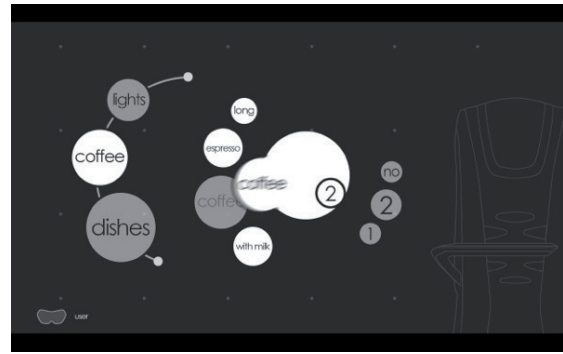 lights
coffee
dishes
long
espresso
coffee
with milk
coffee
2
no
2
1
user